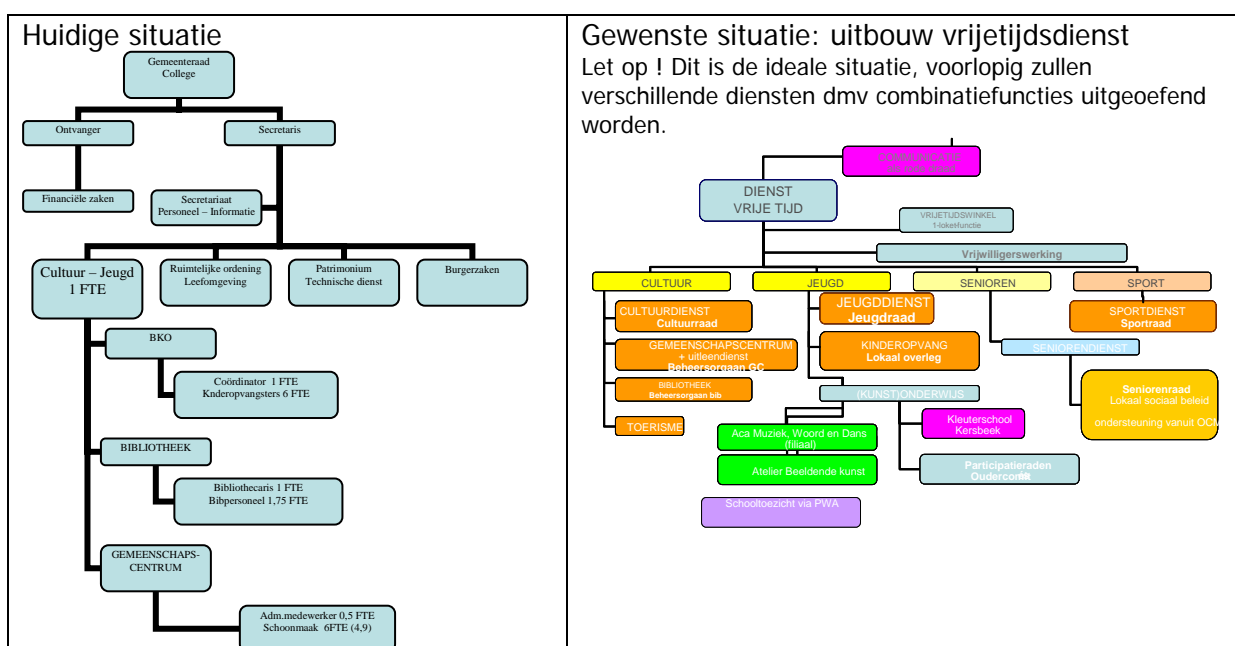 Huidige situatie
Gemeenteraad
College
Ontvanger
Secretaris
Financiële zaken
Secretariaat
Personeel – Informatie
Cultuur – Jeugd
1 FTE
Ruimtelijke ordening
Leefomgeving
Patrimonium
Technische dienst
Burgerzaken
BKO
Coördinator 1 FTE
Knderopvangsters 6 FTE
BIBLIOTHEEK
Bibliothecaris 1 FTE
Bibpersoneel 1,75 FTE
GEMEENSCHAPS-
CENTRUM
Adm.medewerker 0,5 FTE
Schoonmaak 6FTE (4,9)
Gewenste situatie: uitbouw vrijetijdsdienst
Let op ! Dit is de ideale situatie, voorlopig zullen
verschillende diensten dmv combinatiefuncties uitgeoefend
worden.
COMMUNICATIE
als rode draad
DIENST
VRIJE TIJD
VRIJETIJDSWINKEL
1-loketfunctie
Vrijwilligerswerking
CULTUUR
JEUGD
SENIOREN
SPORT
CULTUURDIENST
Cultuurraad
GEMEENSCHAPSCENTRUM
+ uitleendienst
Beheersorgaan GC
BIBLIOTHEEK
Beheersorgaan bib
TOERISME
JEUGDDIENST
Jeugdraad
KINDEROPVANG
Lokaal overleg
(KUNST)ONDERWIJS
Aca Muziek, Woord en Dans
(filiaal)
Atelier Beeldende kunst
Schooltoezicht via PWA
Kleuterschool
Kersbeek
Participatieraden
SENIORENDIENST
Seniorenraad
Lokaal sociaal beleid
ondersteuning vanuit OCM
SPORTDIENST
Sportraad